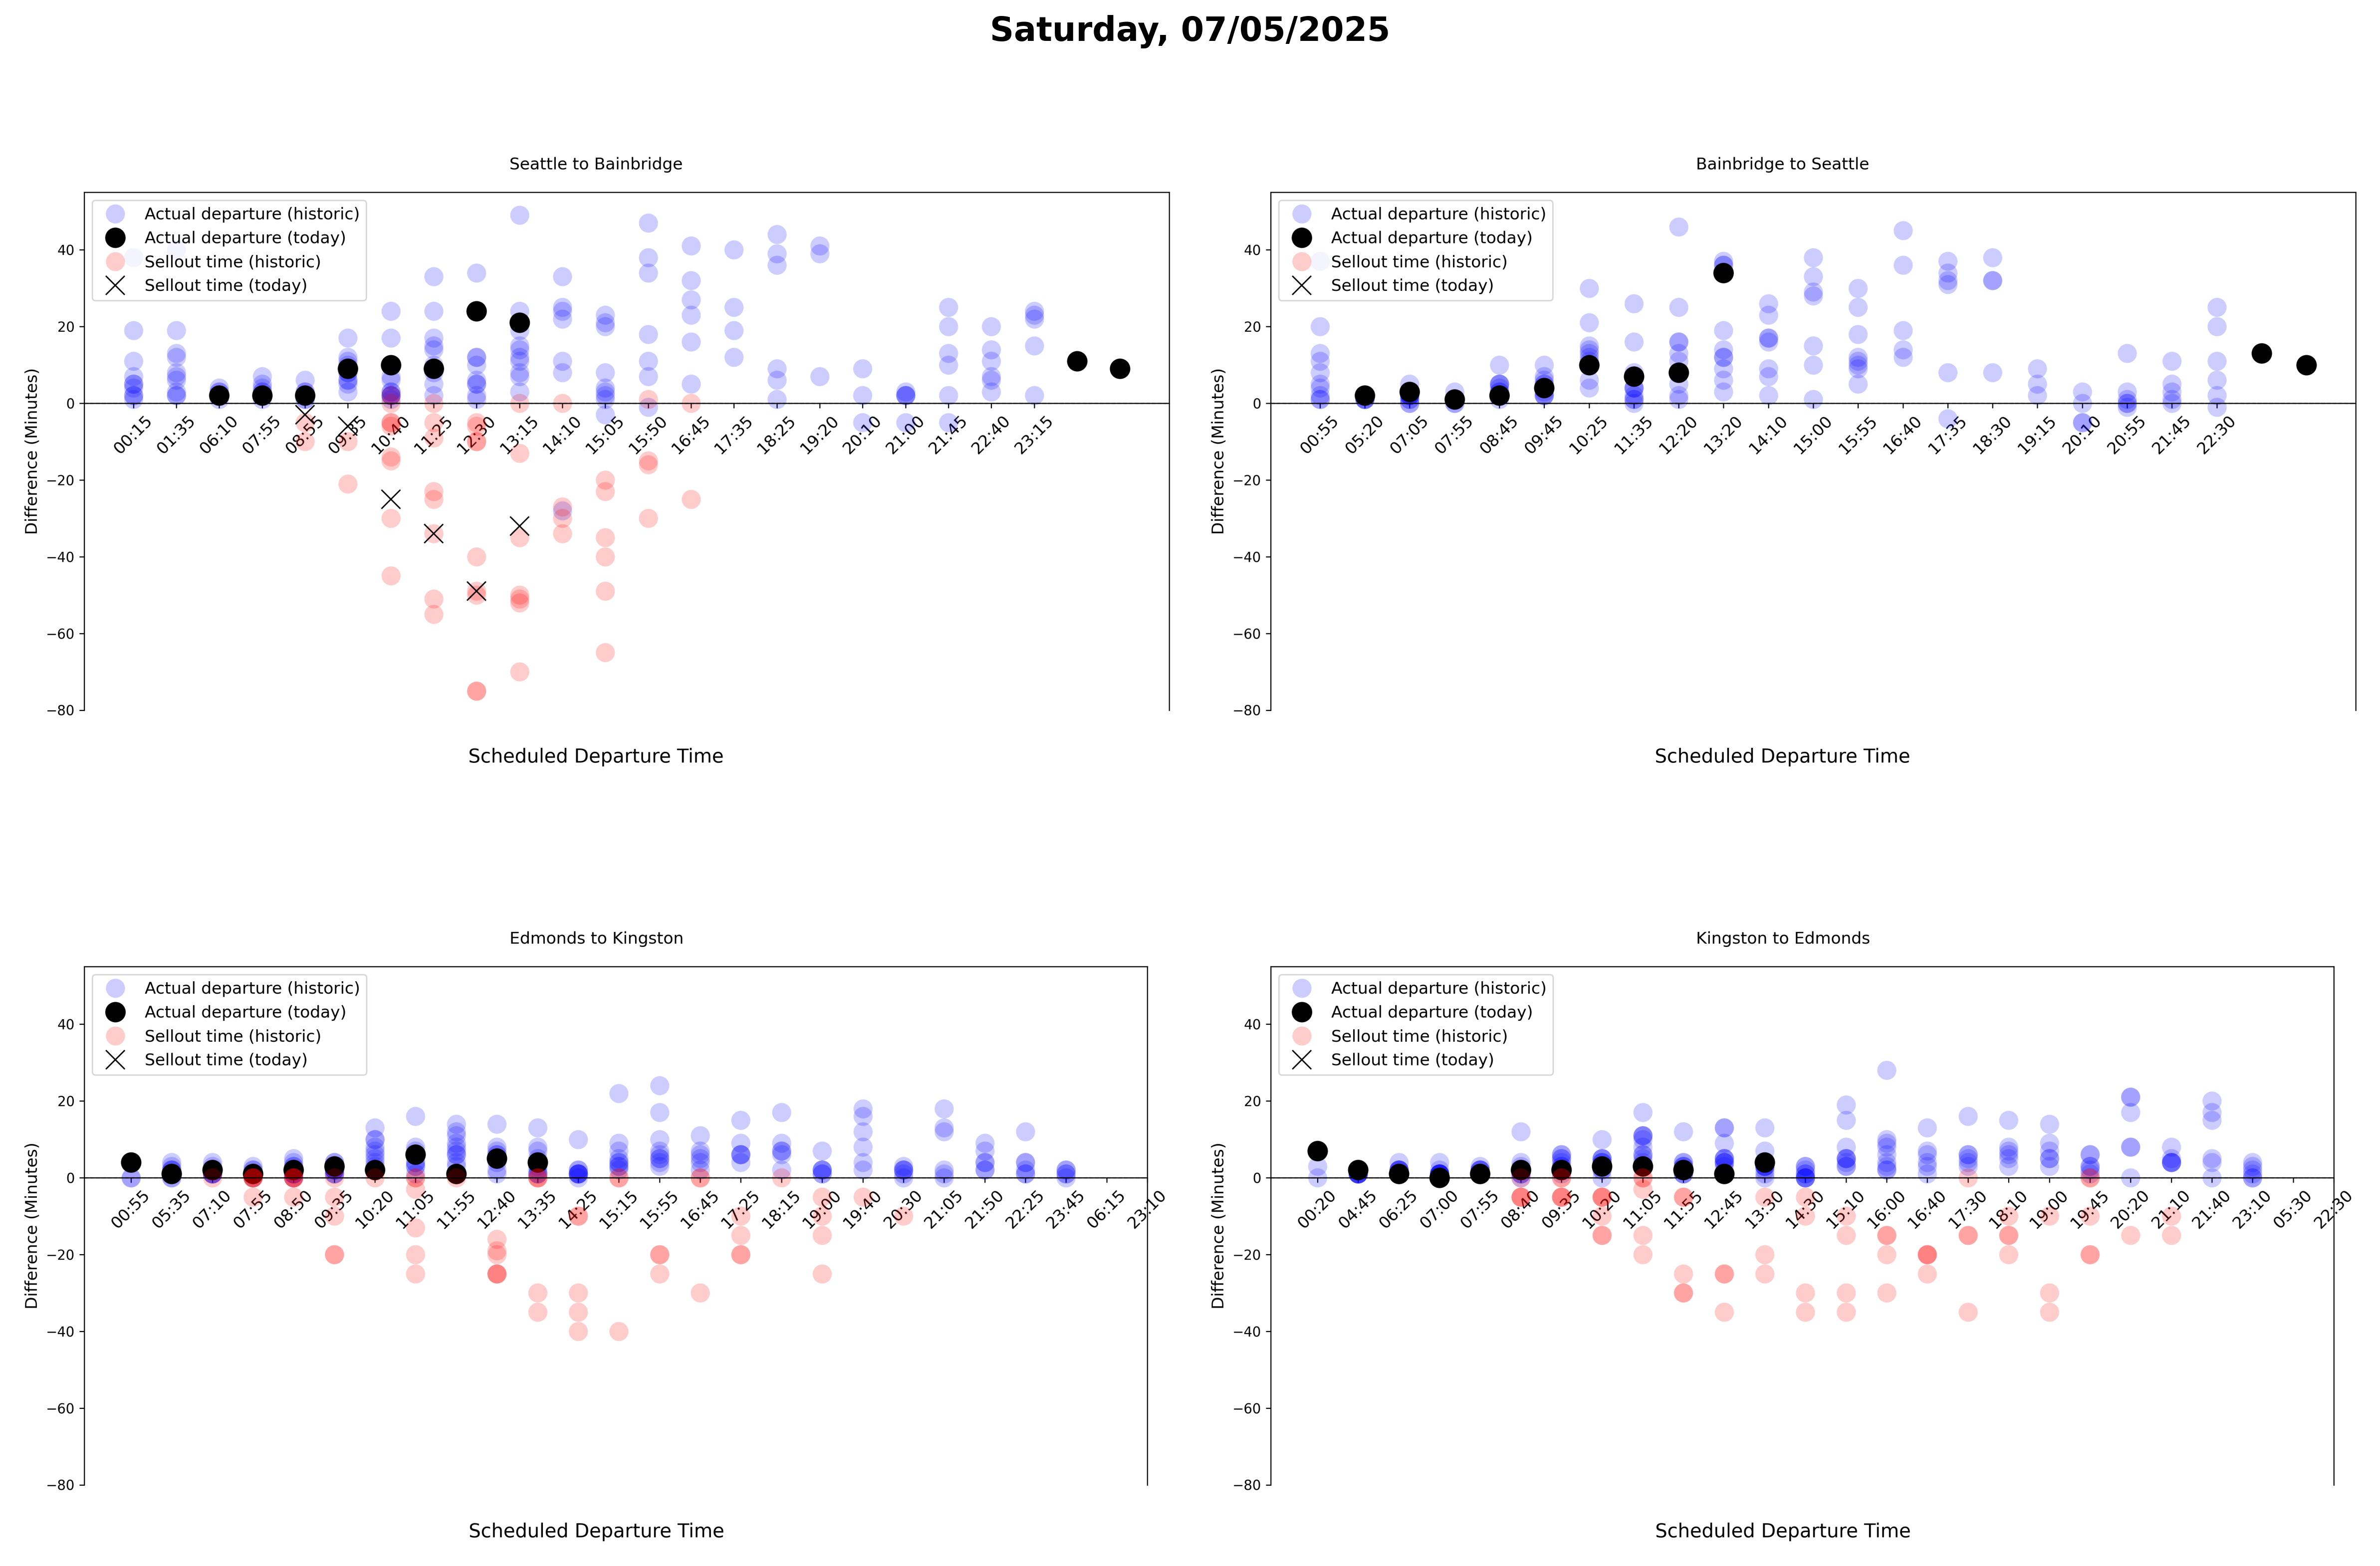 Saturday, 07/05/2025
Seattle to Bainbridge
Actual departure (historic)
Actual departure (today)
Sellout time (historic)
Sellout time (today)
Difference (Minutes)
40
20
0
−20
−40
−60
−80
00:15 01:35 06:10 07:55 08:55 09:35 10:40 11:25 12:30 13:15 14:10 15:05 15:50 16:45 17:35 18:25 19:20 20:10 21:00 21:45 22:40 23:15
Scheduled Departure Time
Bainbridge to Seattle
Actual departure (historic)
Actual departure (today)
Sellout time (historic)
Sellout time (today)
Difference (Minutes)
40
20
0
−20
−40
−60
−80
00:55 05:20 07:05 07:55 08:45 09:45 10:25 11:35 12:20 13:20 14:10 15:00 15:55 16:40 17:35 18:30 19:15 20:10 20:55 21:45 22:30
Scheduled Departure Time
Edmonds to Kingston
Actual departure (historic)
Actual departure (today)
Sellout time (historic)
Sellout time (today)
Difference (Minutes)
40
20
0
−20
−40
−60
−80
00:55 05:35 07:10 07:55 08:50 09:35 10:20 11:05 11:55 12:40 13:35 14:25 15:15 15:55 16:45 17:25 18:15 19:00 19:40 20:30 21:05 21:50 22:25 23:45 06:15 23:10
Scheduled Departure Time
Kingston to Edmonds
Actual departure (historic)
Actual departure (today)
Sellout time (historic)
Sellout time (today)
Difference (Minutes)
40
20
0
−20
−40
−60
−80
00:20 04:45 06:25 07:00 07:55 08:40 09:35 10:20 11:05 11:55 12:45 13:30 14:30 15:10 16:00 16:40 17:30 18:10 19:00 19:45 20:20 21:10 21:40 23:10 05:30 22:30
Scheduled Departure Time